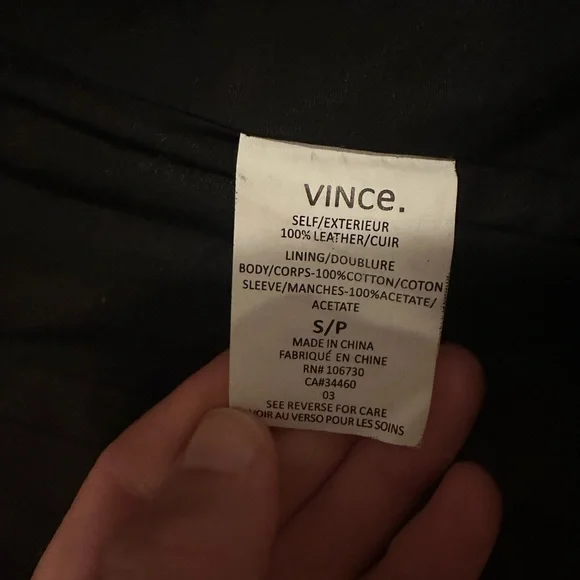 VINCe.
SELF/EXTERIEUR
100% LEATHER/CUIR
LINING/DOUBLURE
BODY/CORPS-100%COTTON/COTON
SLEEVE/MANCHES-100%ACETATE/
ACETATE
S/P
MADE IN CHINA
FABRIQUÉ EN CHINE
RN# 106730
CA#34460
03
SEE REVERSE FOR CARE
VOIR AU VERSO POUR LES SOINS